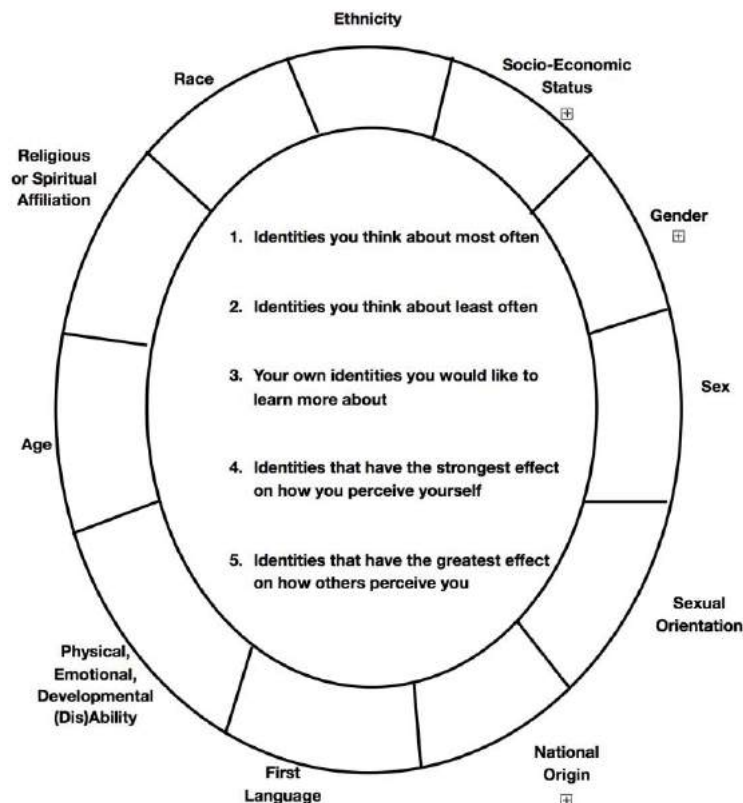 Ethnicity
Socio-Economic
Status
Race
Religious
or Spiritual
Affiliation
Gender
1. Identities you think about most often
2. Identities you think about least often
3. Your own identities you would like to
learn more about
Sex
Age
4. Identities that have the strongest effect
on how you perceive yourself
5. Identities that have the greatest effect
on how others perceive you
Sexual
Orientation
Physical,
Emotional,
Developmental
(Dis)Ability
First
Language
National
Origin